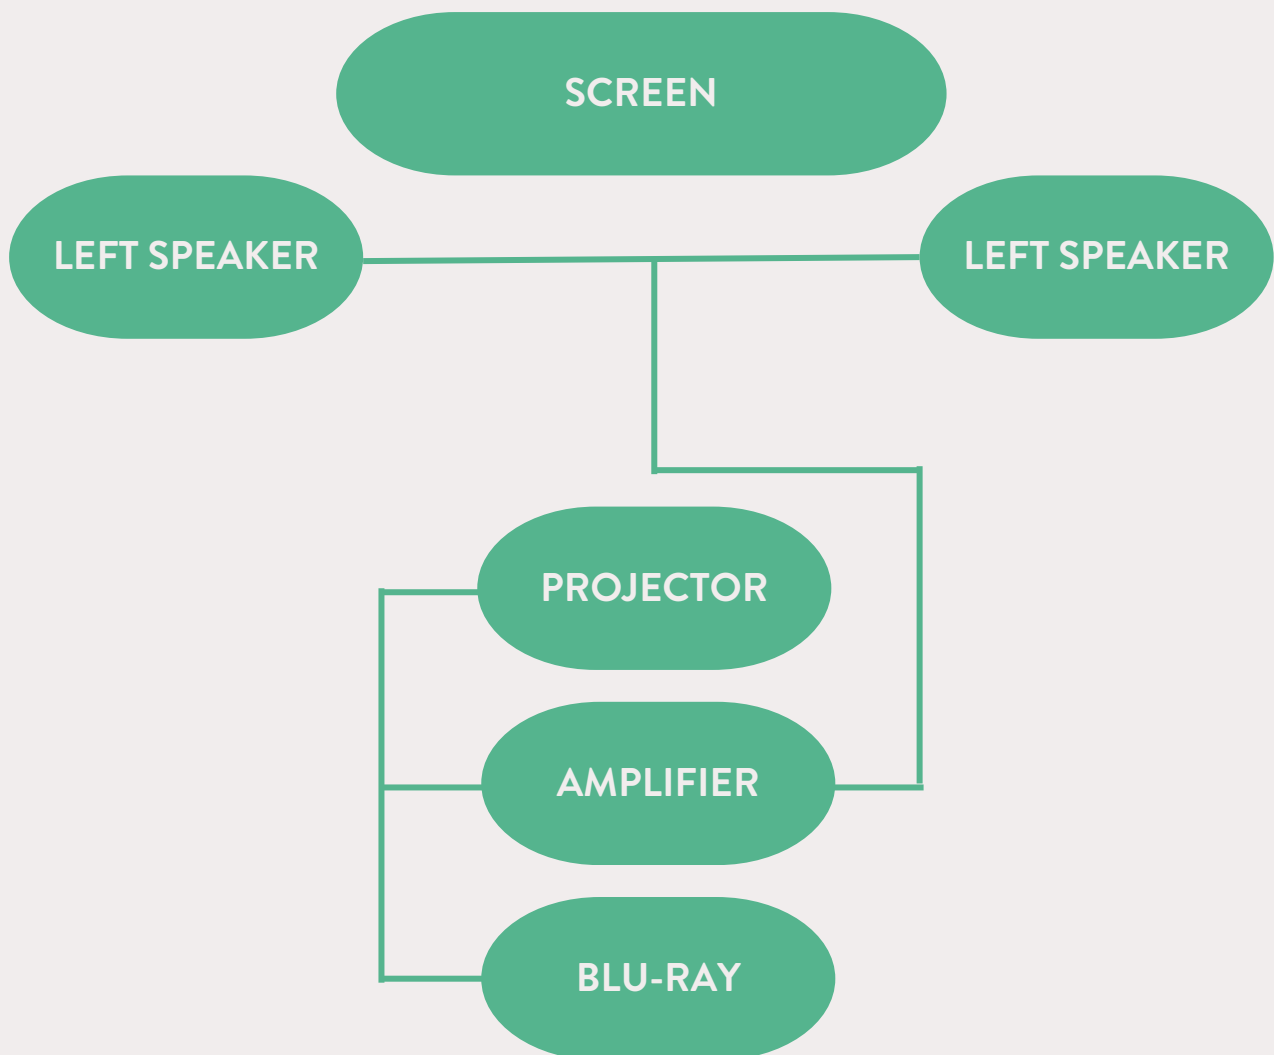 SCREEN
LEFT SPEAKER
LEFT SPEAKER
PROJECTOR
AMPLIFIER
BLU-RAY